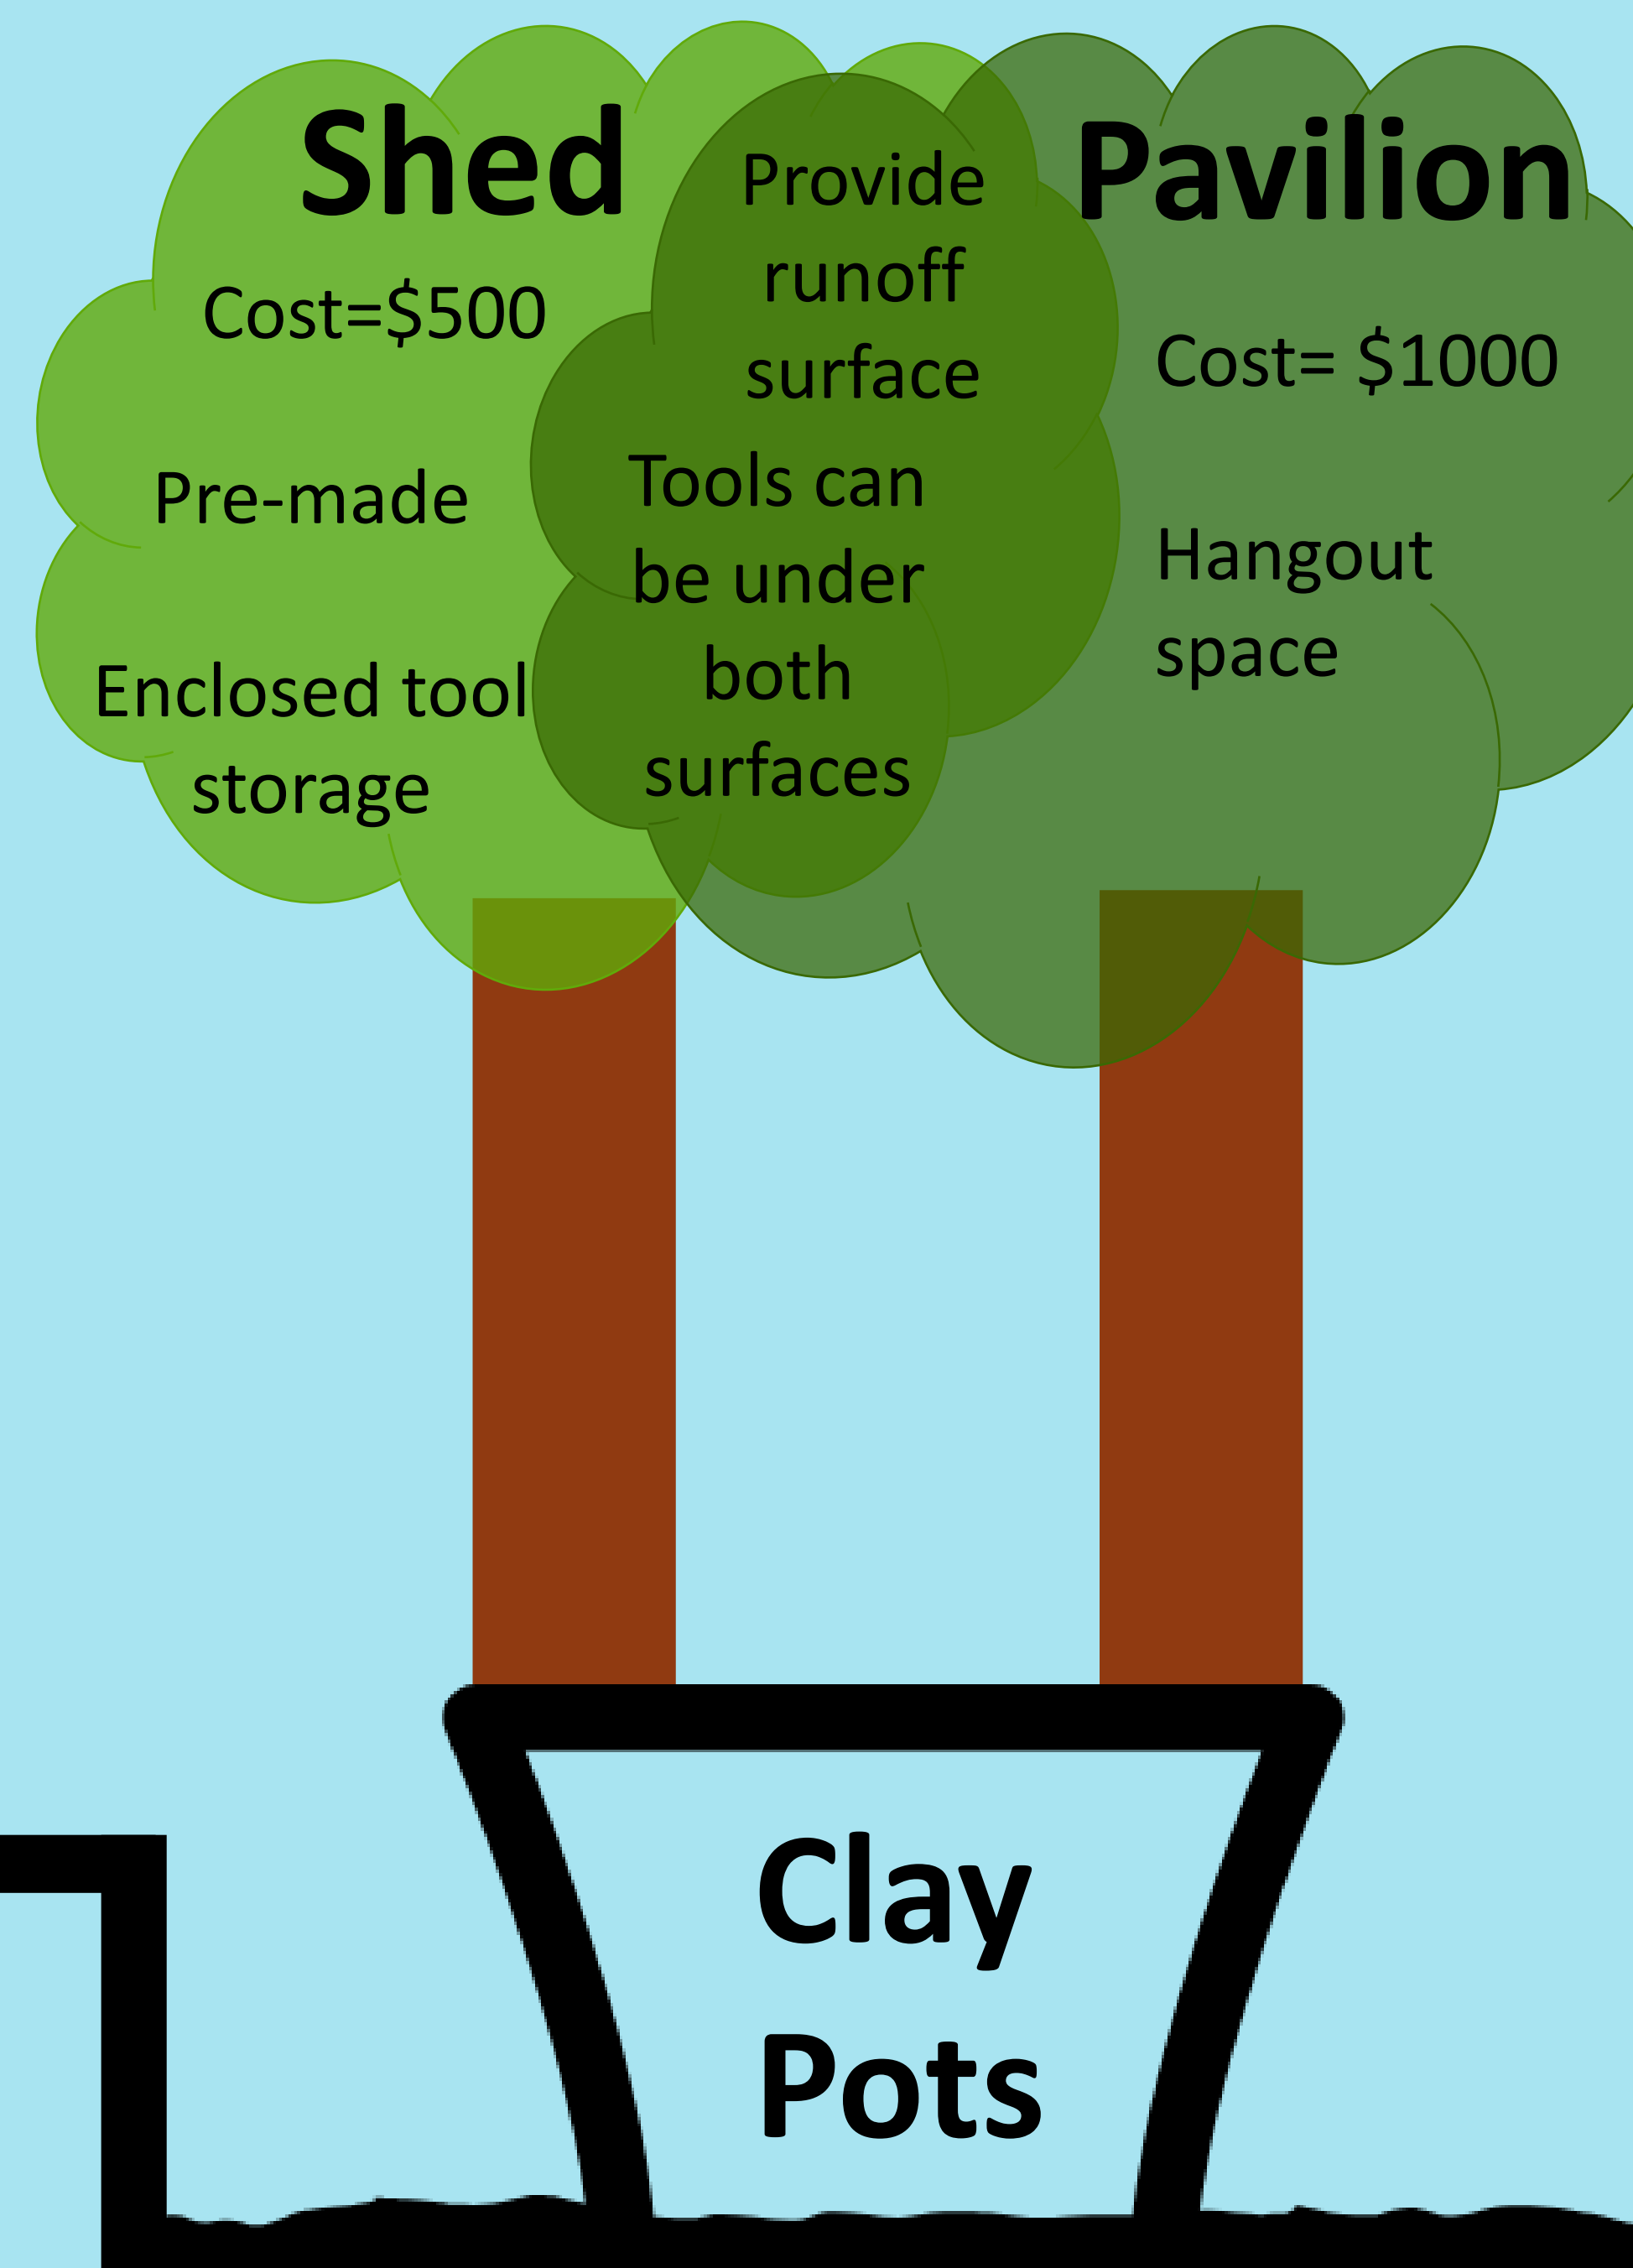 Shed
Cost=$500
Pre-made
Enclosed tool
storage
Provide
runoff
surface
Tools can
be under
both
surfaces
Pavilion
Cost= $1000
Hangout
space
Clay
Pots